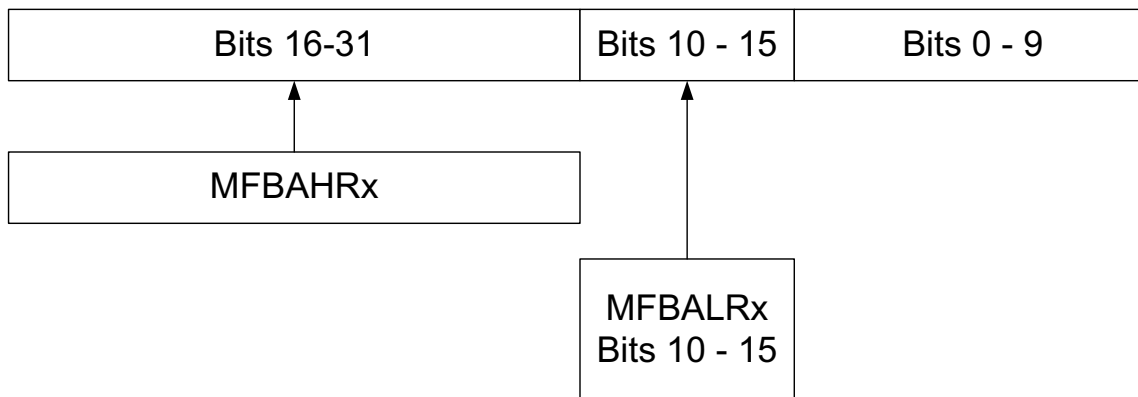 Bits 16-31
Bits 10 - 15
Bits 0 - 9
MFBAHRx
MFBALRx
Bits 10 - 15